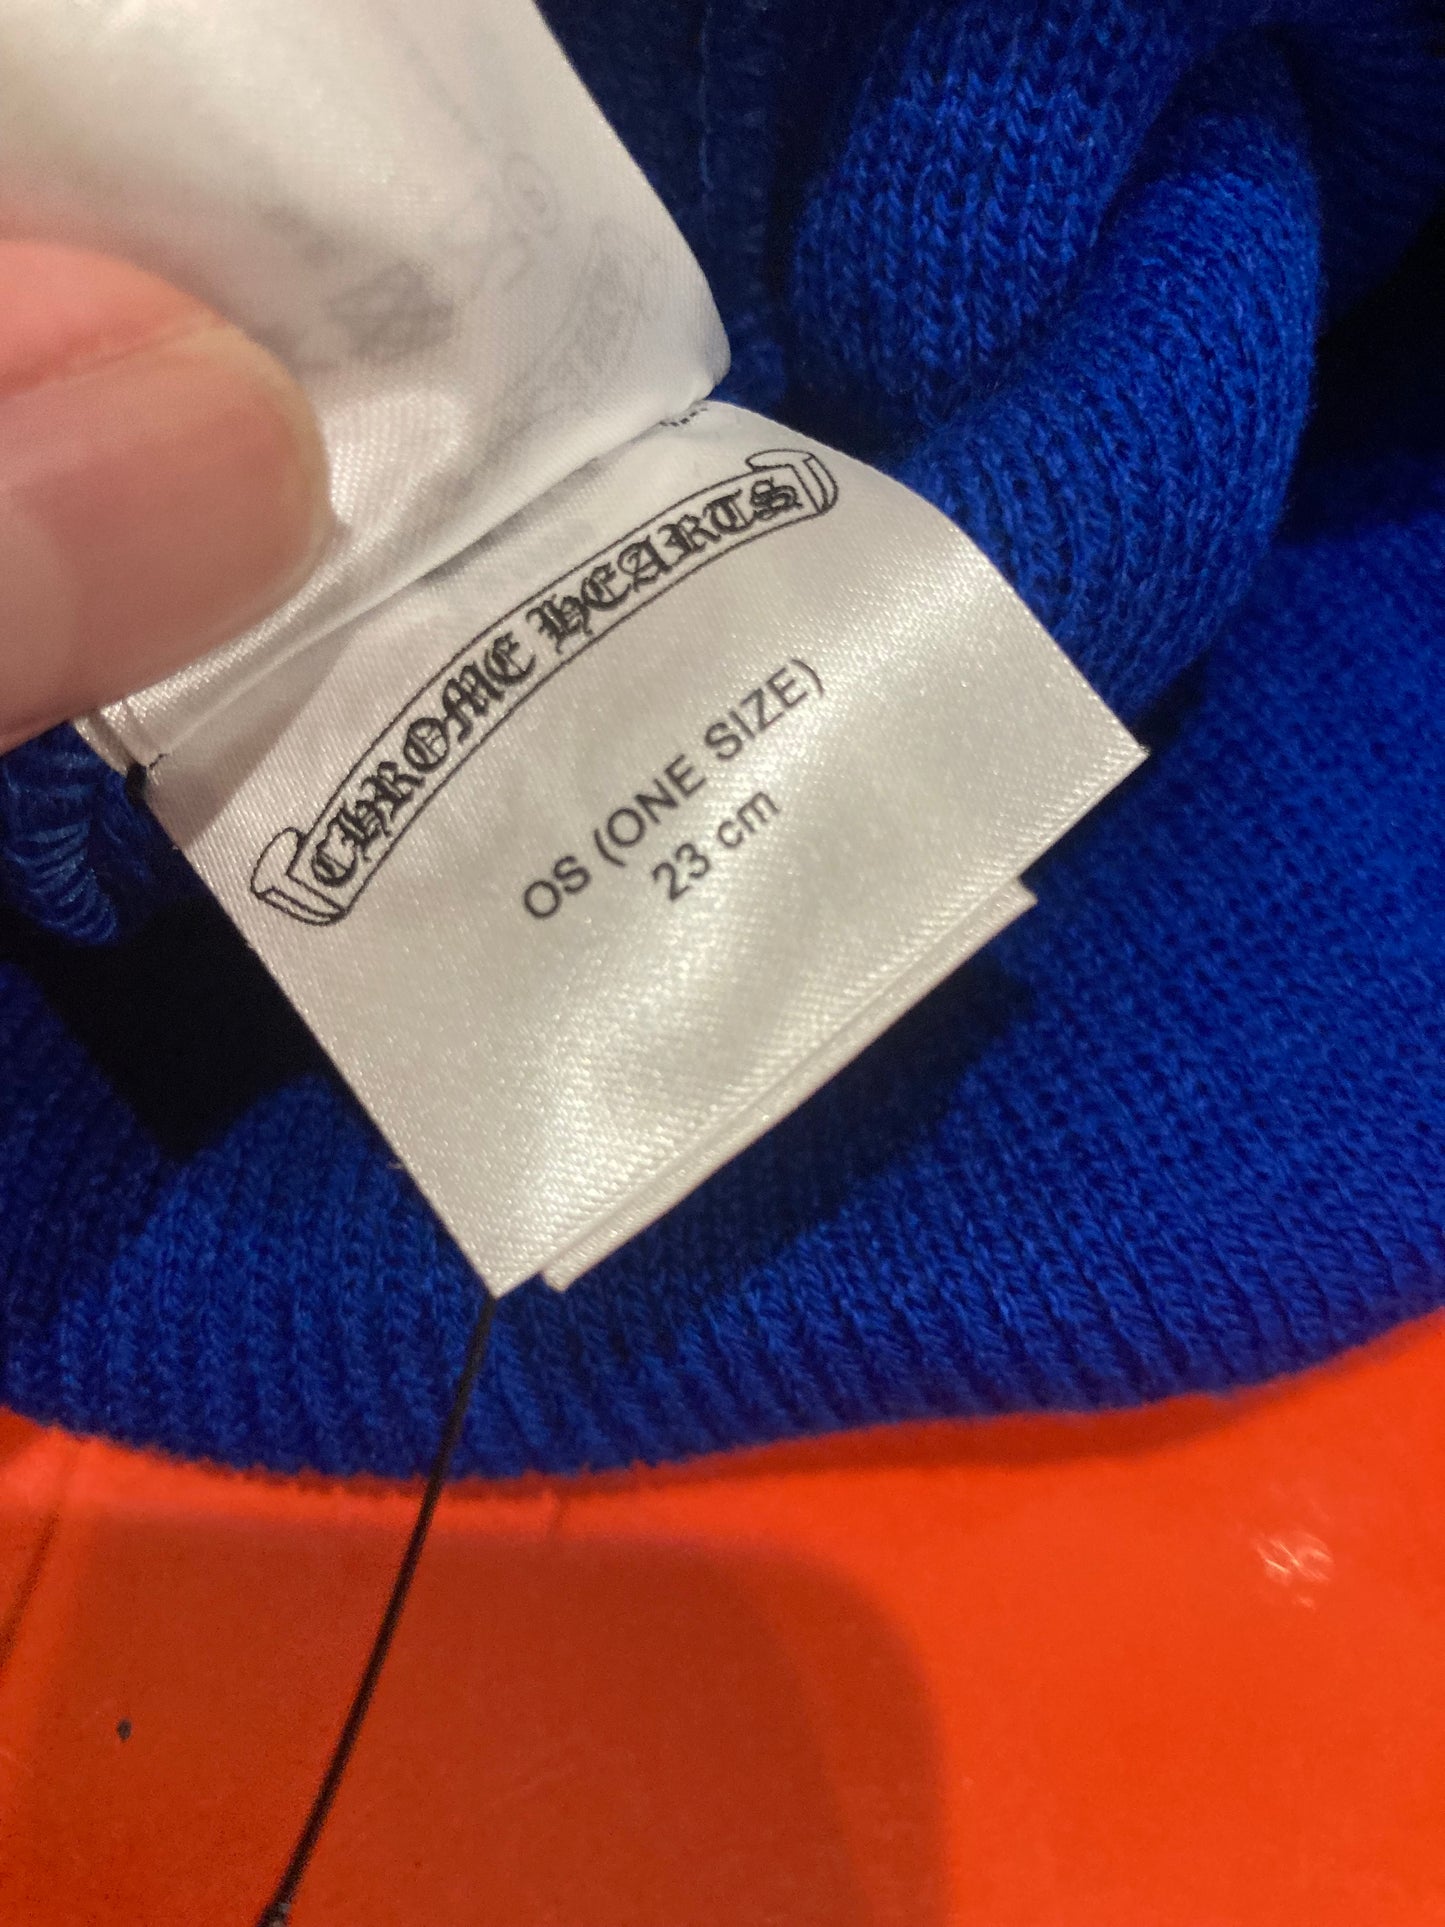 CHROME HEARTS
OS (ONE SIZE)
23 cm